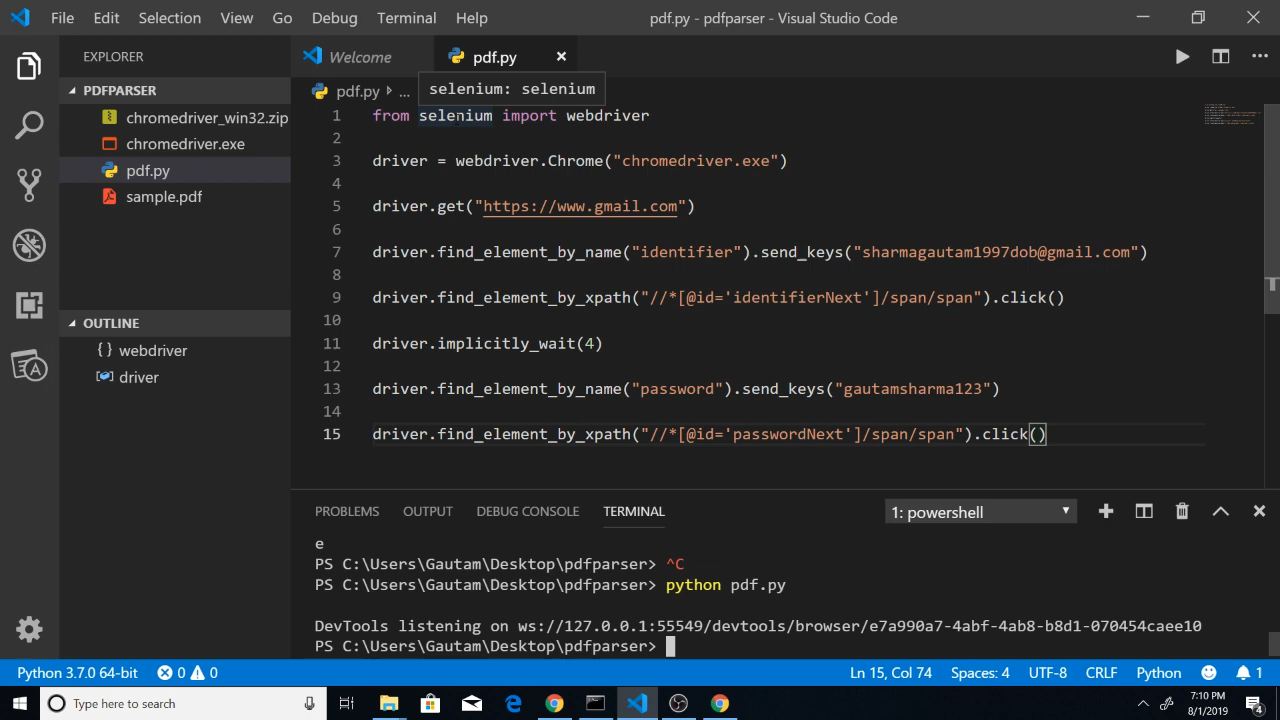 File Edit Selection View Go Debug Terminal Help pdf.py - pdfparser - Visual Studio Code
EXPLORER
PDFPARSER
chromedriver_win32.zip
chromedriver.exe
pdf.py
sample.pdf
OUTLINE
{} webdriver
driver
Welcome pdf.py
pdf.py ...
selenium: selenium
1 from selenium import webdriver
2
3 driver = webdriver.Chrome("chromedriver.exe")
4
5 driver.get("https://www.gmail.com")
6
7 driver.find_element_by_name("identifier").send_keys("sharmagautam1997dob@gmail.com")
8
9 driver.find_element_by_xpath("//*[@id='identifierNext']/span/span").click()
10
11 driver.implicitly_wait(4)
12
13 driver.find_element_by_name("password").send_keys("gautamsharma123")
14
15 driver.find_element_by_xpath("//*[@id='passwordNext']/span/span").click()
PROBLEMS OUTPUT DEBUG CONSOLE TERMINAL 1: powershell
e
PS C:\Users\Gautam\Desktop\pdfparser> ^C
PS C:\Users\Gautam\Desktop\pdfparser> python pdf.py
DevTools listening on ws://127.0.0.1:55549/devtools/browser/e7a990a7-4abf-4ab8-b8d1-070454caee10
PS C:\Users\Gautam\Desktop\pdfparser>
Python 3.7.0 64-bit 0 0 Ln 15, Col 74 Spaces: 4 UTF-8 CRLF Python 1
Type here to search
7:10 PM
8/1/2019
4